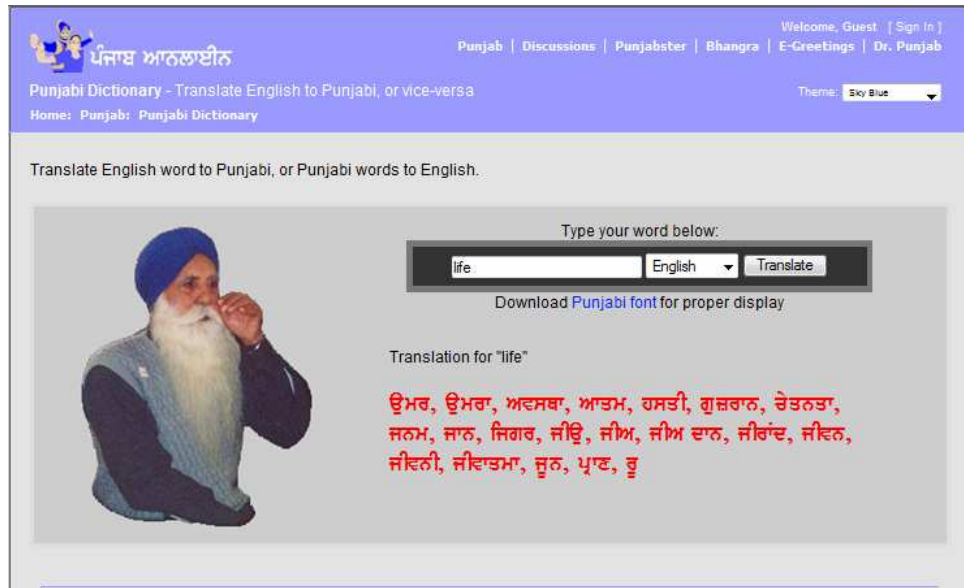 Welcome, Guest [ Sign In ]
ਪੰਜਾਬ ਆਨਲਾਈਨ
Punjab | Discussions | Punjabster | Bhangra | E-Greetings | Dr. Punjab
Punjabi Dictionary - Translate English to Punjabi, or vice-versa
Theme: Sky Blue
Home: Punjab: Punjabi Dictionary
Translate English word to Punjabi, or Punjabi words to English.
Type your word below:
life English Translate
Download Punjabi font for proper display
Translation for "life"
ਉਮਰ, ਉਮਰਾ, ਅਵਸਥਾ, ਆਤਮ, ਹਸਤੀ, ਗੁਜ਼ਰਾਨ, ਚੇਤਨਤਾ,
ਜਨਮ, ਜਾਨ, ਜਿਗਰ, ਜੀਉ, ਜੀਅ, ਜੀਅ ਦਾਨ, ਜੀਰਾਂਦ, ਜੀਵਨ,
ਜੀਵਨੀ, ਜੀਵਾਤਮਾ, ਜੂਨ, ਪ੍ਰਾਣ, ਰੂ